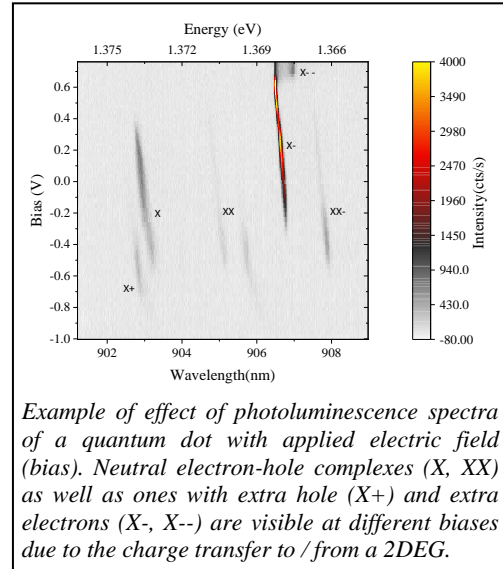 Energy (eV)
1.375 1.372 1.369 1.366
X--
X-
X
XX
XX-
X+
0.6
0.4
0.2
0.0
-0.2
-0.4
-0.6
-0.8
-1.0
Bias (V)
902 904 906 908
Wavelength(nm)
4000
3490
2980
2470
1960
1450
940.0
430.0
-80.00
Intensity(cts/s)
Example of effect of photoluminescence spectra
of a quantum dot with applied electric field
(bias). Neutral electron-hole complexes (X, XX)
as well as ones with extra hole (X+) and extra
electrons (X-, X--) are visible at different biases
due to the charge transfer to / from a 2DEG.